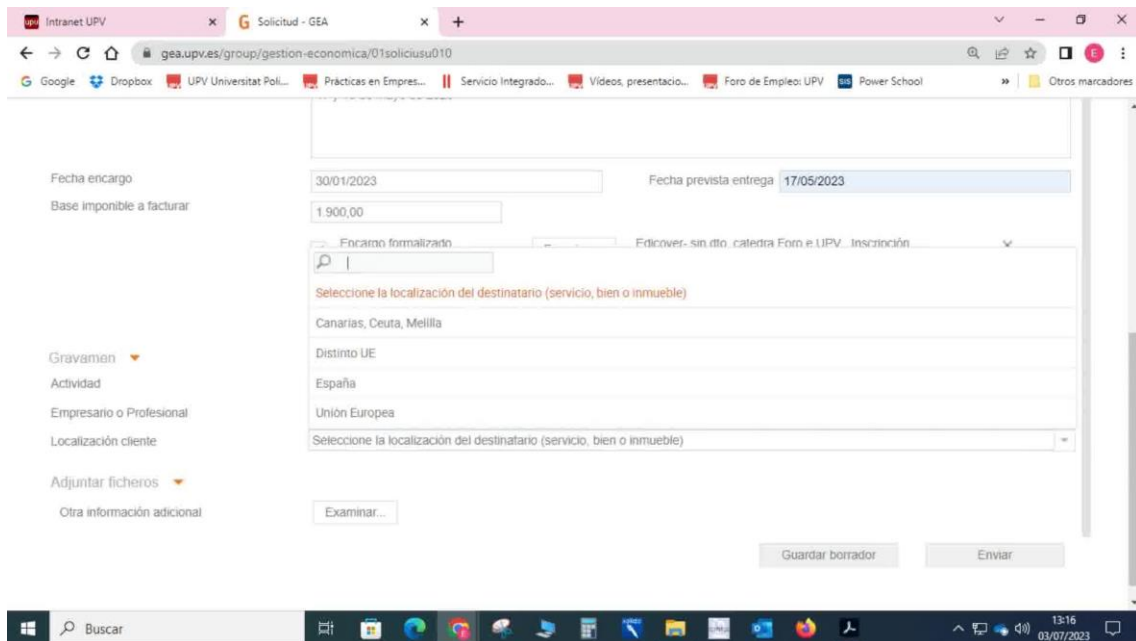 Intranet UPV
Solicitud - GEA
gea.upv.es/group/gestion-economica/01soliciusu010
E
Google
Dropbox
UPV Universitat Poli...
Prácticas en Empres...
Servicio Integrado...
Vídeos, presentacio...
Foro de Empleo: UPV
SIS Power School
»
Otros marcadores
Fecha encargo
30/01/2023
Fecha prevista entrega
17/05/2023
Base imponible a facturar
1.900,00
Encargo formalizado
Edicover- sin dto. catedra Foro e UPV_ Inscripción
Seleccione la localización del destinatario (servicio, bien o inmueble)
Canarias, Ceuta, Melilla
Distinto UE
Gravamen
Actividad
España
Empresario o Profesional
Unión Europea
Localización cliente
Seleccione la localización del destinatario (servicio, bien o inmueble)
Adjuntar ficheros
Otra información adicional
Examinar...
Guardar borrador
Enviar
Buscar
13:16
03/07/2023